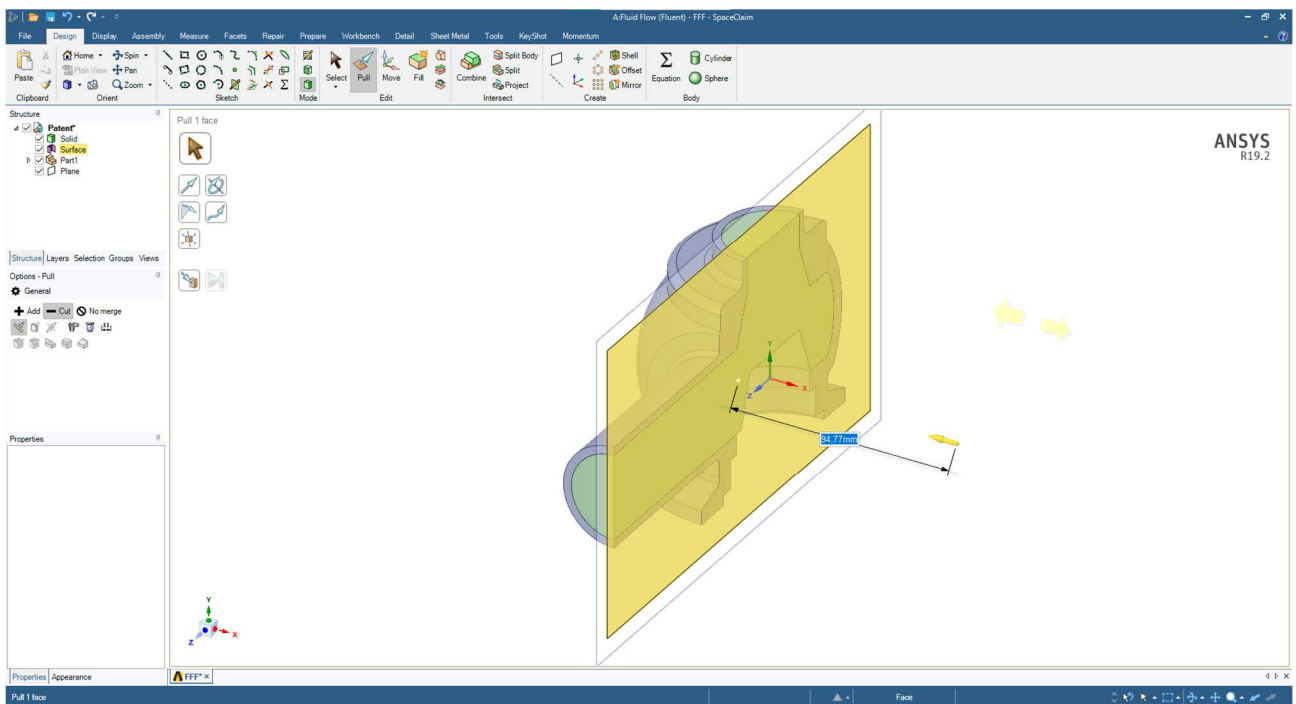 A:Fluid Flow (Fluent) - FFF - SpaceClaim
File Design Display Assembly Measure Facets Repair Prepare Workbench Detail Sheet Metal Tools KeyShot Momentum
Home Spin
Plan View Pan
Paste Zoom
Select Pull Move Fill
Combine Split Body
Split
Project
Shell
Offset
Mirror
Equation
Cylinder
Sphere
Clipboard Orient Sketch Mode Edit Intersect Create Body
Structure
Patent*
Solid
Surface
Part1
Plane
Structure Layers Selection Groups Views
Options - Pull
General
Add Cut No merge
Properties
Properties Appearance
Pull 1 face
ANSYS
R19.2
Y
X
Z
94,77mm
Y
X
Z
FFF*
Pull 1 face
Face